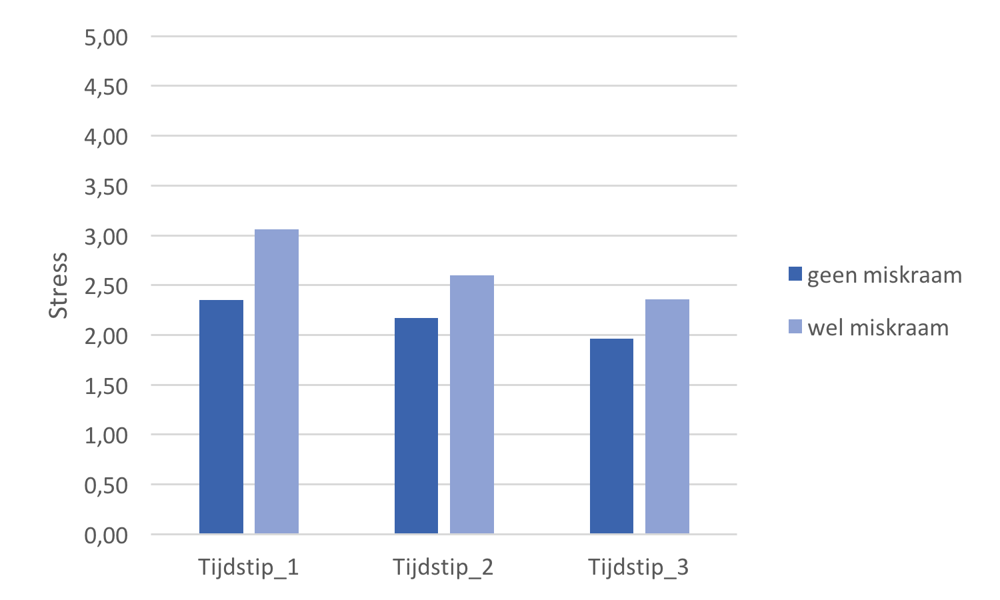 5,00
4,50
4,00
3,50
3,00
2,50
2,00
1,50
1,00
0,50
0,00
Stress
Tijdstip_1
Tijdstip_2
Tijdstip_3
geen miskraam
wel miskraam